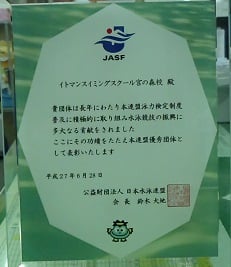 JASF
イトマンスイミングスクール宮の森校 殿
貴団体は長年にわたり本連盟泳力検定制度
普及に積極的に取り組み水泳競技の振興に
多大なる貢献をされました
ここにその功績をたたえ本連盟優秀団体と
して表彰いたします
平成27年6月28日
公益財団法人 日本水泳連盟
会長 鈴木大地